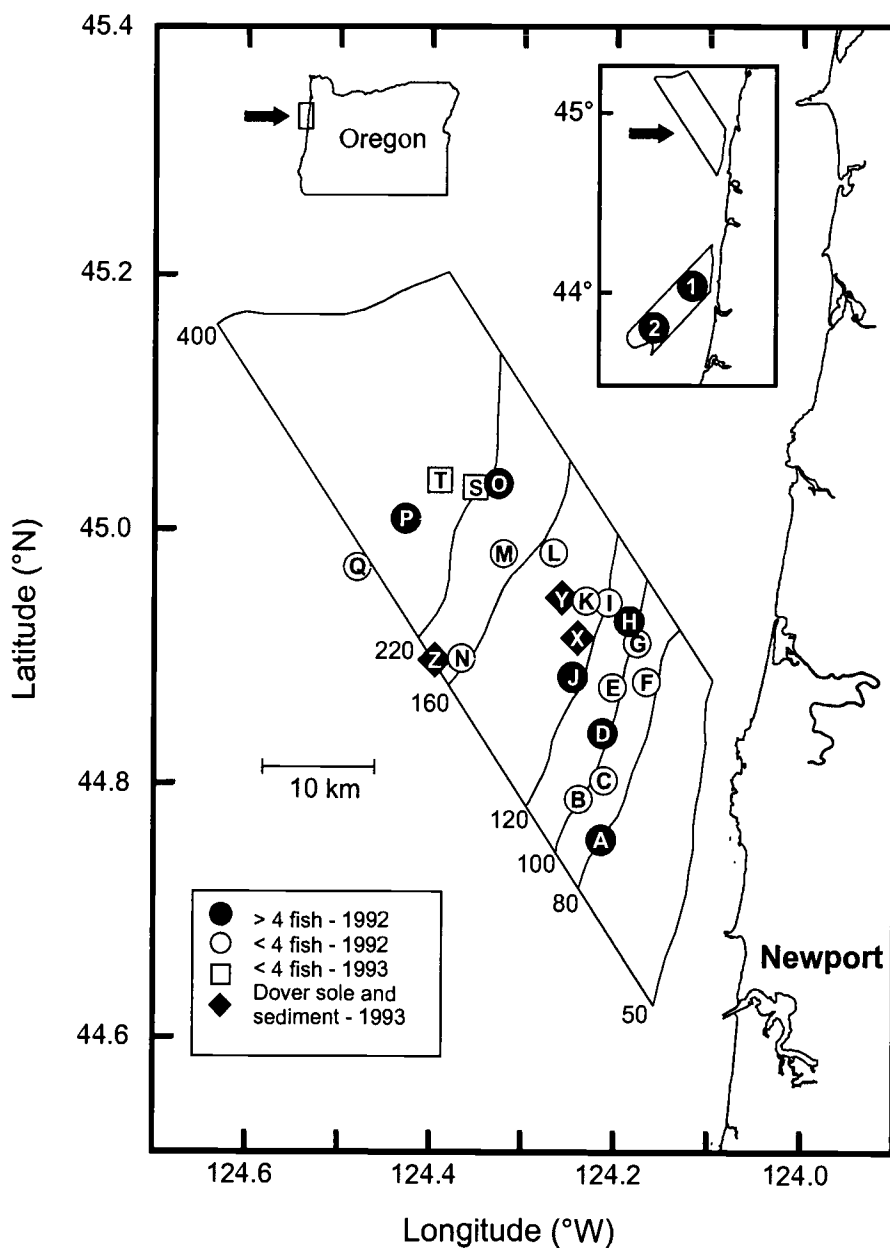 45.4
45.2
45.0
44.8
44.6
Latitude (°N)
Oregon
45°
44°
1
2
400
T
S
O
P
Q
M
L
Y
K
I
H
G
X
Z
N
J
E
F
D
C
B
A
220
160
120
100
80
50
10 km
> 4 fish - 1992
< 4 fish - 1992
< 4 fish - 1993
Dover sole and
sediment - 1993
Newport
124.6
124.4
124.2
124.0
Longitude (°W)